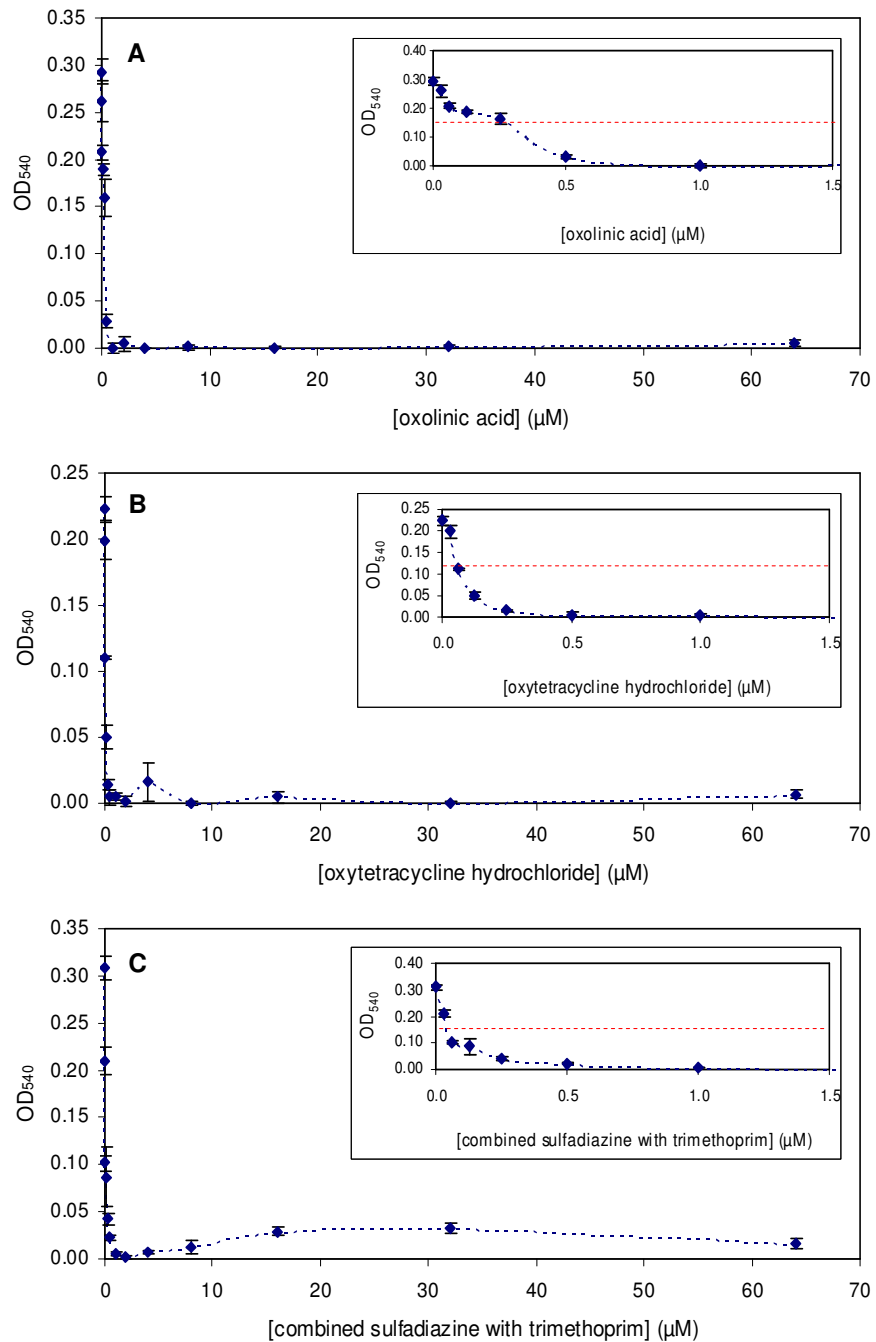 A
0.35
0.30
0.25
0.20
0.15
0.10
0.05
0.00
OD540
0 10 20 30 40 50 60 70
[oxolinic acid] (µM)
0.40
0.30
0.20
0.10
0.00
OD540
0.0 0.5 1.0 1.5
[oxolinic acid] (µM)
B
0.25
0.20
0.15
0.10
0.05
0.00
OD540
0 10 20 30 40 50 60 70
[oxytetracycline hydrochloride] (µM)
0.25
0.20
0.15
0.10
0.05
0.00
OD540
0.0 0.5 1.0 1.5
[oxytetracycline hydrochloride] (µM)
C
0.35
0.30
0.25
0.20
0.15
0.10
0.05
0.00
OD540
0 10 20 30 40 50 60 70
[combined sulfadiazine with trimethoprim] (µM)
0.40
0.30
0.20
0.10
0.00
OD540
0.0 0.5 1.0 1.5
[combined sulfadiazine with trimethoprim] (µM)